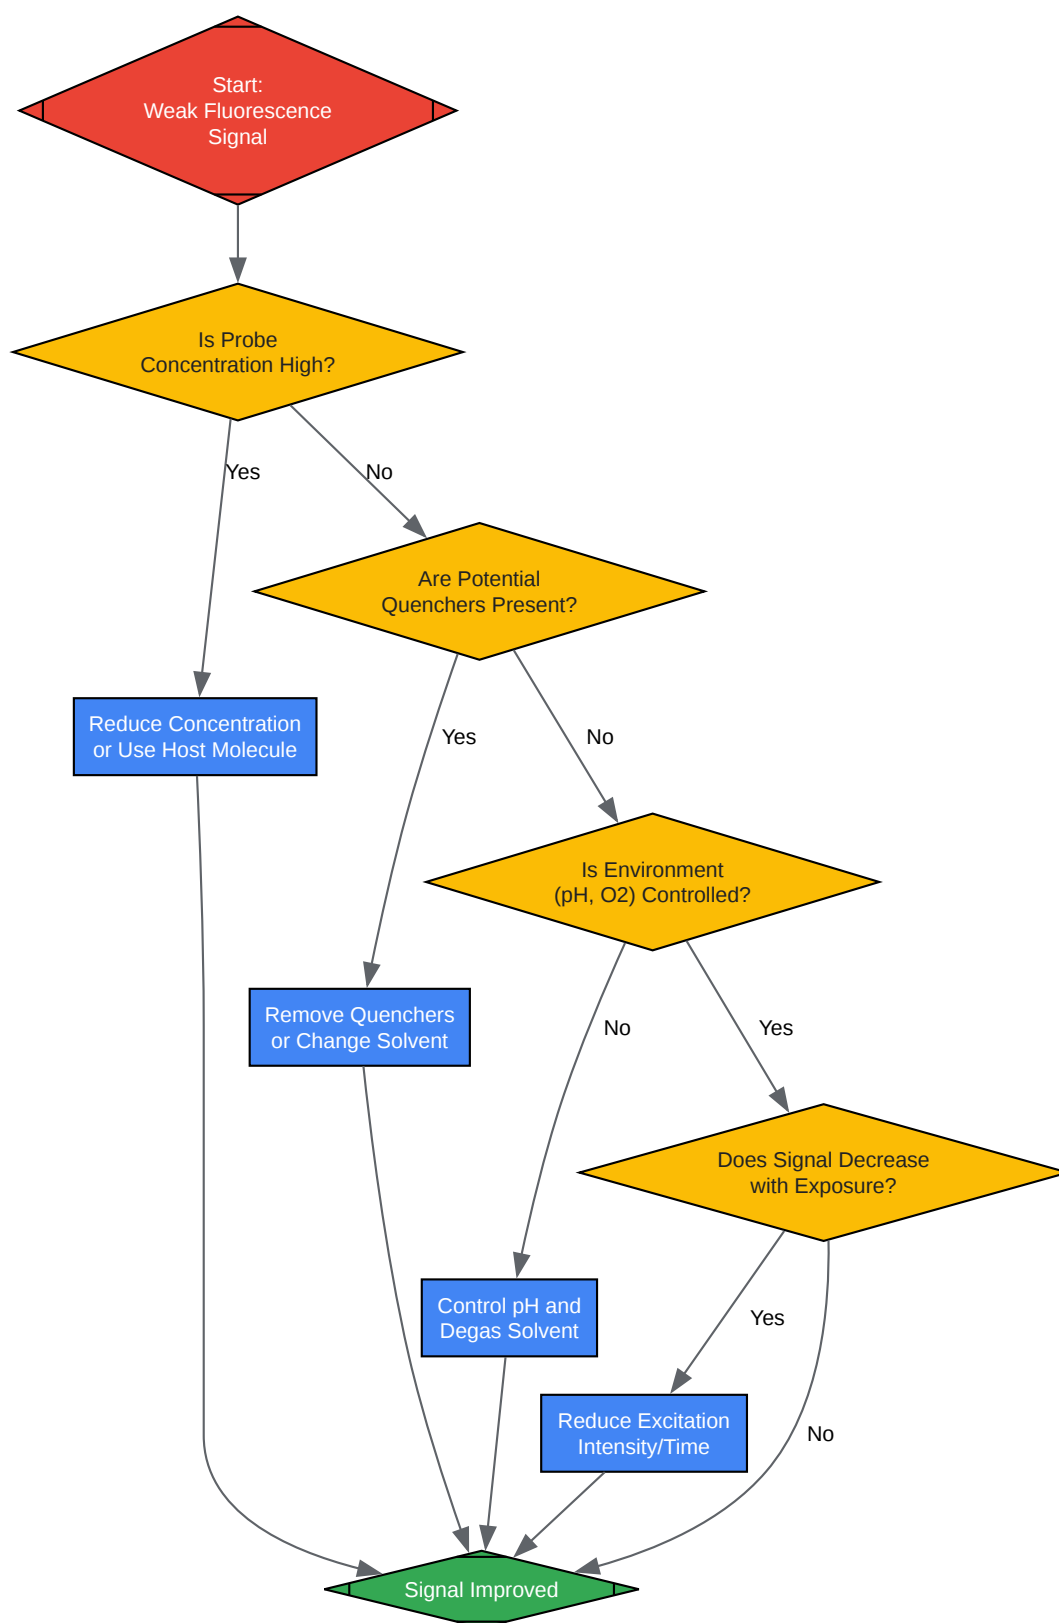 Start:
Weak Fluorescence
Signal
Is Probe
Concentration High?
Yes
No
Are Potential
Quenchers Present?
Reduce Concentration
or Use Host Molecule
Yes
No
Is Environment
(pH, O2) Controlled?
Remove Quenchers
or Change Solvent
No
Yes
Does Signal Decrease
with Exposure?
Control pH and
Degas Solvent
Yes
Reduce Excitation
Intensity/Time
No
Signal Improved